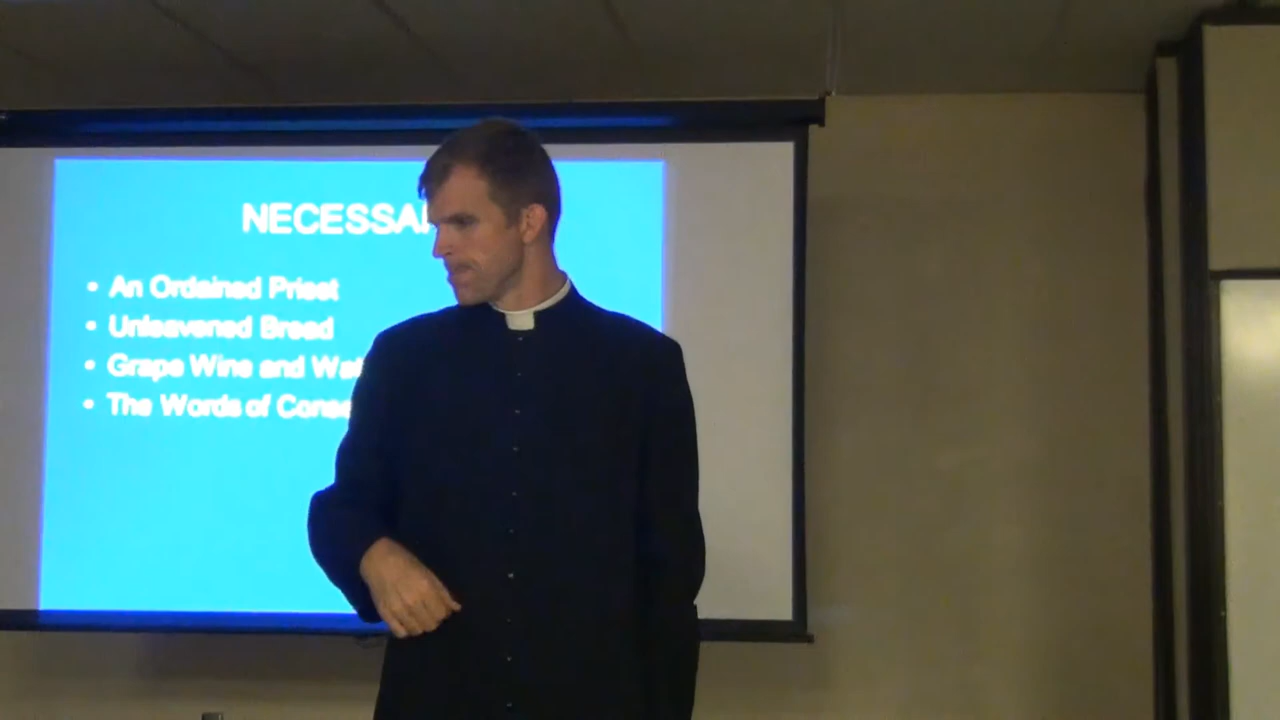 NECESSA
• An Ordained Priest
• Unleavened Bread
• Grape Wine and Wat
• The Words of Conse